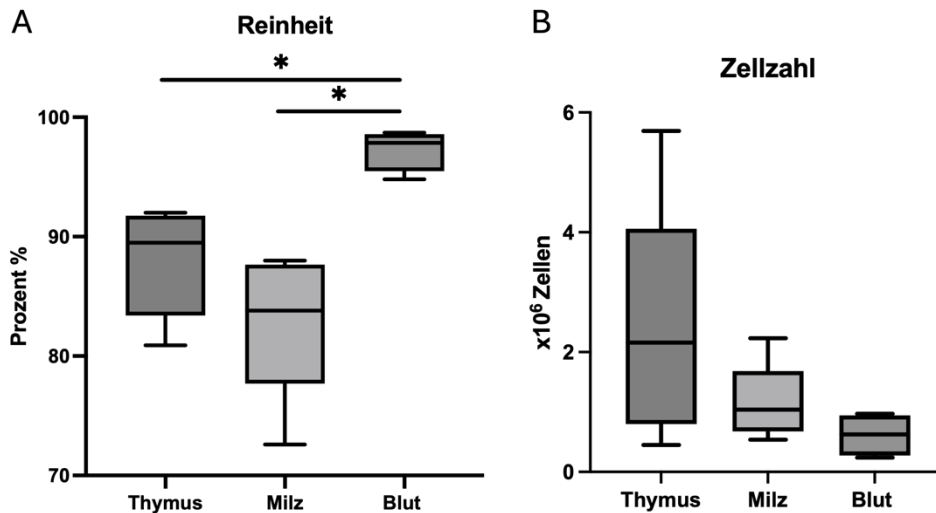 A
Reinheit
*
*
Prozent %
100
90
80
70
Thymus
Milz
Blut
B
Zellzahl
x10⁶ Zellen
6
4
2
0
Thymus
Milz
Blut